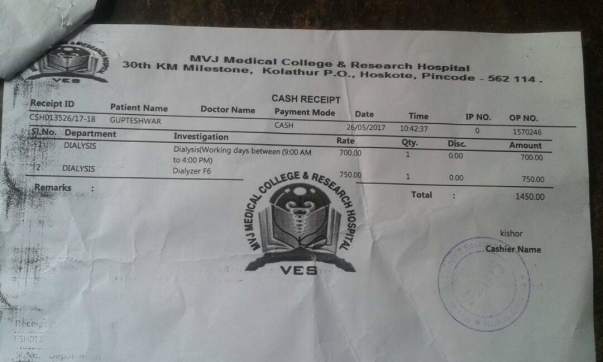 MVJ Medical College & Research Hospital
30th KM Milestone, Kolathur P.O., Hoskote, Pincode - 562 114 .
VES
CASH RECEIPT
Receipt ID Patient Name Doctor Name Payment Mode Date Time IP NO. OP NO.
CSHD13526/17-18 GUPTESHWAR CASH 26/05/2017 10:42:37 0 1570246
Sl.No. Department Investigation Rate Qty. Disc. Amount
1 DIALYSIS Dialysis(Working days between (9:00 AM 700.00 1 0.00 700.00
to 4:00 PM)
2 DIALYSIS Dialyzer F6 750.00 1 0.00 750.00
Remarks : Total : 1450.00
MVJ MEDICAL COLLEGE & RESEARCH HOSPITAL
VES
kishor
Cashier Name
Receipt